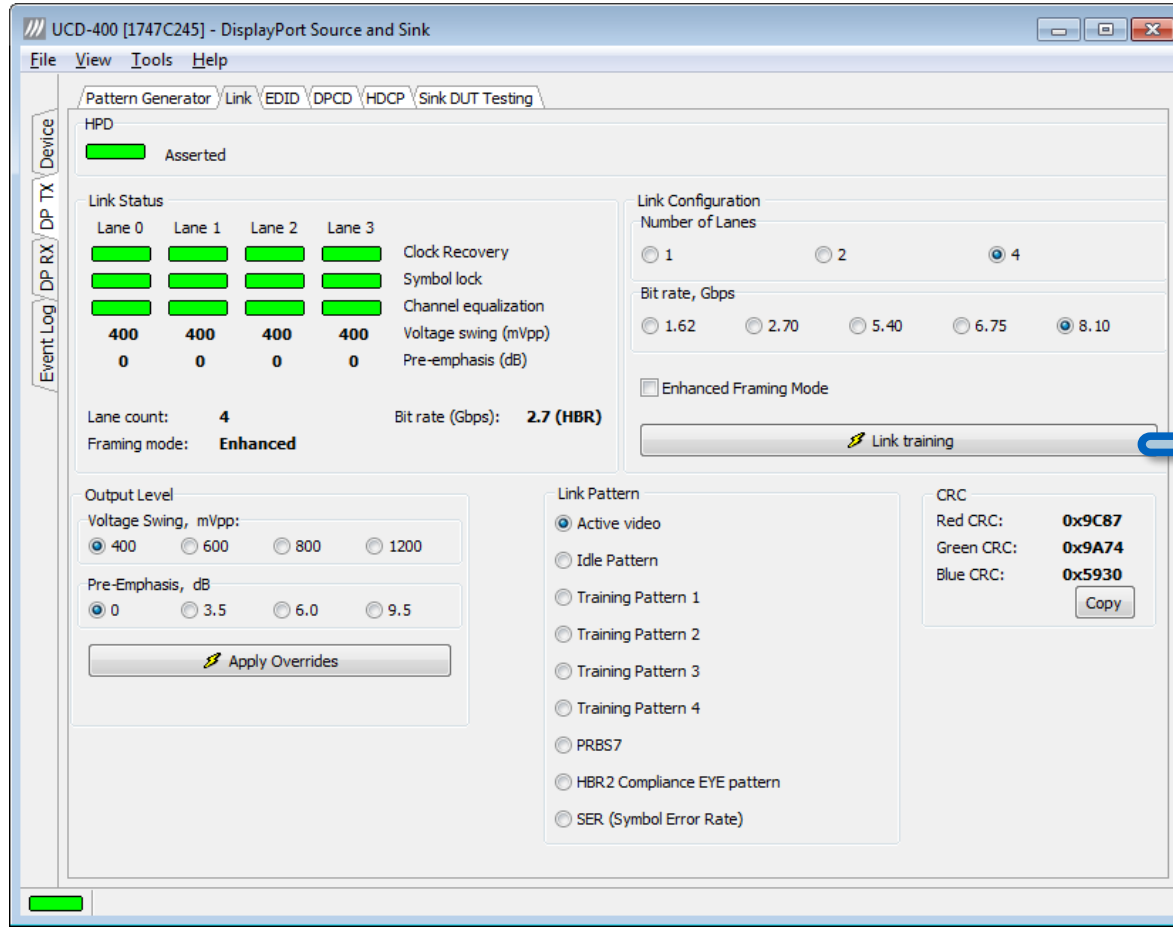 UCD-400 [1747C245] - DisplayPort Source and Sink
File View Tools Help
Pattern Generator Link EDID DPCD HDCP Sink DUT Testing
Device
DP TX
DP RX
Event Log
HPD
Asserted
Link Status
Lane 0 Lane 1 Lane 2 Lane 3
Clock Recovery
Symbol lock
Channel equalization
400 400 400 400 Voltage swing (mVpp)
0 0 0 0 Pre-emphasis (dB)
Lane count: 4 Bit rate (Gbps): 2.7 (HBR)
Framing mode: Enhanced
Link Configuration
Number of Lanes
1 2 4
Bit rate, Gbps
1.62 2.70 5.40 6.75 8.10
Enhanced Framing Mode
Link training
Output Level
Voltage Swing, mVpp:
400 600 800 1200
Pre-Emphasis, dB
0 3.5 6.0 9.5
Apply Overrides
Link Pattern
Active video
Idle Pattern
Training Pattern 1
Training Pattern 2
Training Pattern 3
Training Pattern 4
PRBS7
HBR2 Compliance EYE pattern
SER (Symbol Error Rate)
CRC
Red CRC: 0x9C87
Green CRC: 0x9A74
Blue CRC: 0x5930
Copy